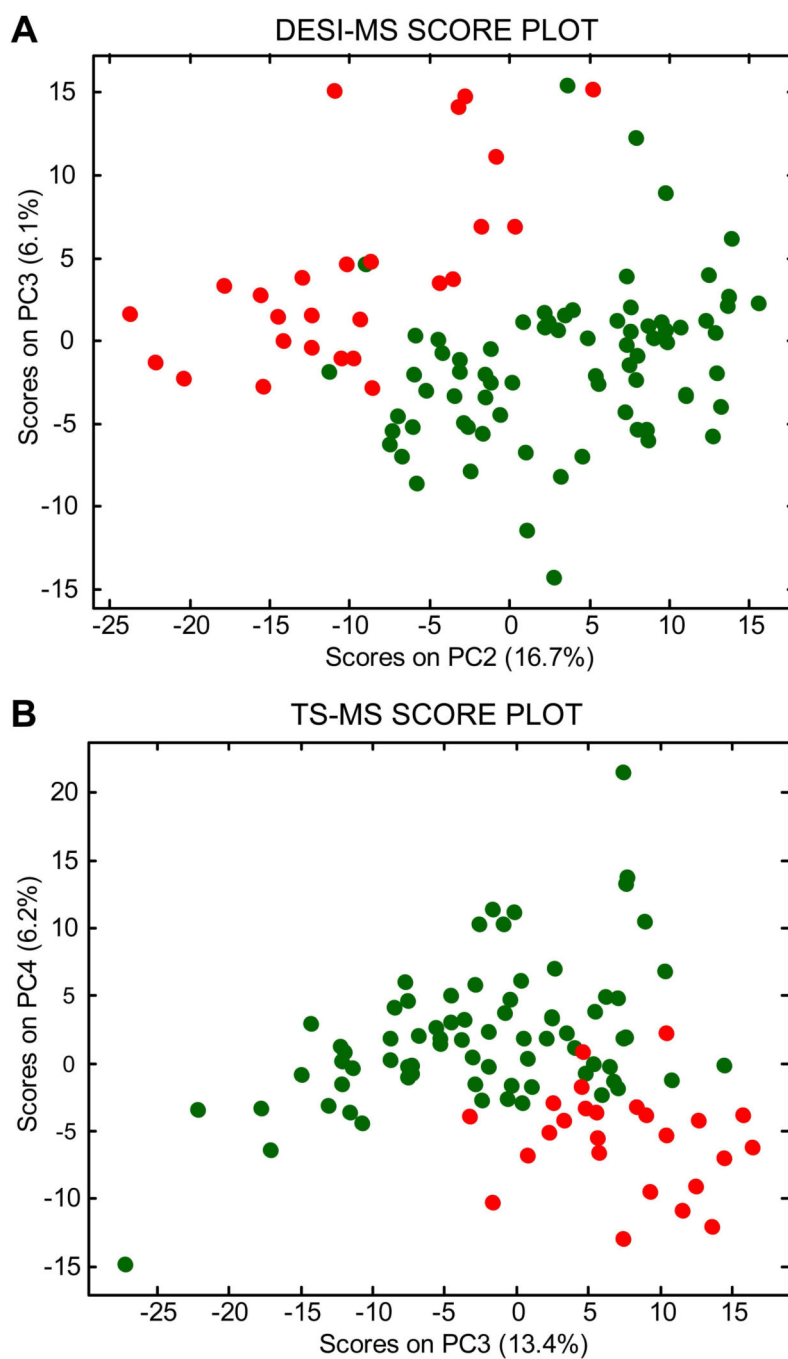 A
DESI-MS SCORE PLOT
15
10
5
0
-5
-10
-15
Scores on PC3 (6.1%)
-25 -20 -15 -10 -5 0 5 10 15
Scores on PC2 (16.7%)
B
TS-MS SCORE PLOT
20
15
10
5
0
-5
-10
-15
Scores on PC4 (6.2%)
-25 -20 -15 -10 -5 0 5 10 15
Scores on PC3 (13.4%)